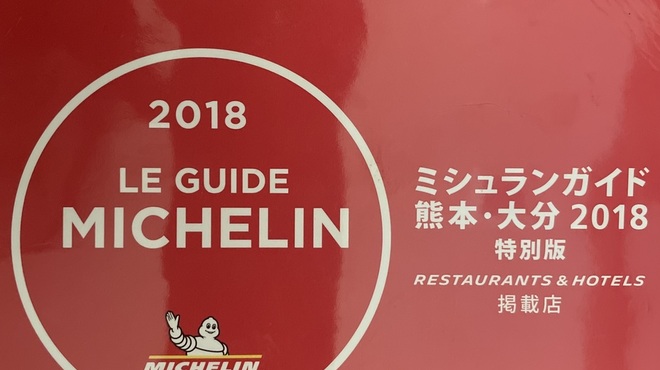 2018
LE GUIDE
MICHELIN
MICHELIN
ミシュランガイド
熊本・大分 2018
特別版
RESTAURANTS & HOTELS
掲載店